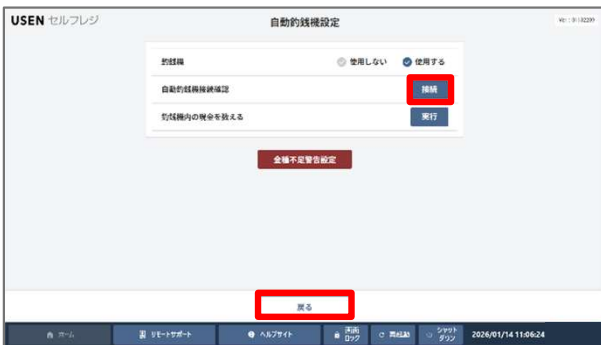 USEN セルフレジ
自動釣銭機設定
釣銭機
使用しない
使用する
自動釣銭機接続確認
接続
釣銭機内の現金を数える
実行
金種不足警告設定
戻る
ホーム
リモートサポート
ヘルプサイト
画面
ロック
再起動
シャット
ダウン
2026/01/14 11:06:24